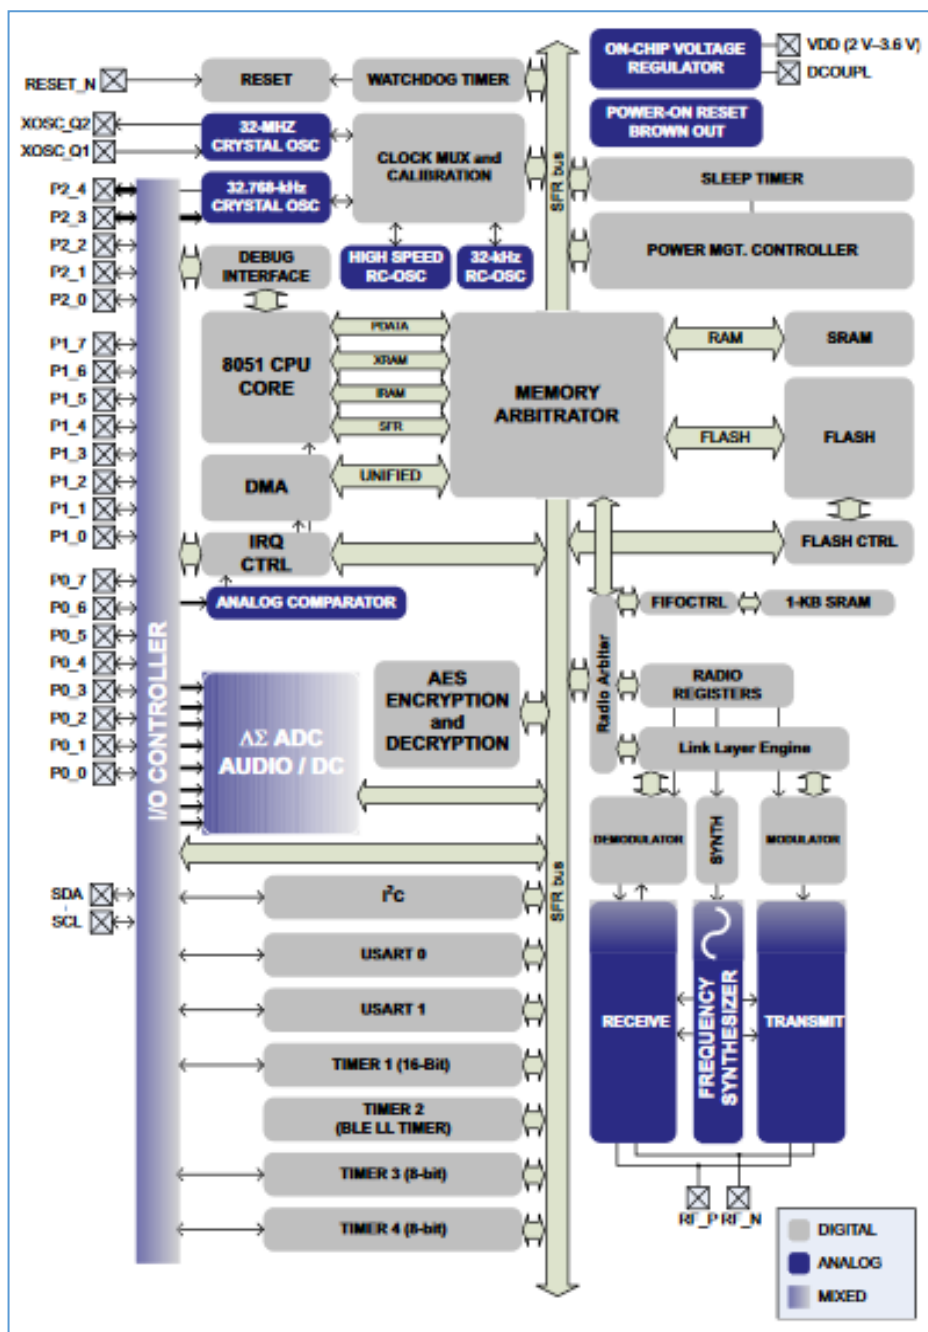 ON-CHIP VOLTAGE
REGULATOR
VDD (2 V–3.6 V)
DCOUPL
RESET_N
RESET
WATCHDOG TIMER
POWER-ON RESET
BROWN OUT
XOSC_Q2
XOSC_Q1
32-MHZ
CRYSTAL OSC
CLOCK MUX and
CALIBRATION
SFR bus
SLEEP TIMER
P2_4
P2_3
P2_2
P2_1
P2_0
32.768-kHz
CRYSTAL OSC
POWER MGT. CONTROLLER
DEBUG
INTERFACE
HIGH SPEED
RC-OSC
32-kHz
RC-OSC
P1_7
P1_6
P1_5
P1_4
P1_3
P1_2
P1_1
P1_0
8051 CPU
CORE
PDATA
XRAM
IRAM
SFR
MEMORY
ARBITRATOR
RAM
SRAM
FLASH
FLASH
DMA
UNIFIED
IRQ
CTRL
FLASH CTRL
P0_7
P0_6
P0_5
P0_4
P0_3
P0_2
P0_1
P0_0
ANALOG COMPARATOR
I/O CONTROLLER
Radio Arbiter
FIFOCTRL
1-KB SRAM
ΔΣ ADC
AUDIO / DC
AES
ENCRYPTION
and
DECRYPTION
RADIO
REGISTERS
Link Layer Engine
DEMODULATOR
SYNTH
MODULATOR
SFR bus
SDA
SCL
I²C
USART 0
USART 1
TIMER 1 (16-Bit)
TIMER 2
(BLE LL TIMER)
TIMER 3 (8-bit)
TIMER 4 (8-bit)
RECEIVE
FREQUENCY
SYNTHESIZER
TRANSMIT
RF_P
RF_N
DIGITAL
ANALOG
MIXED